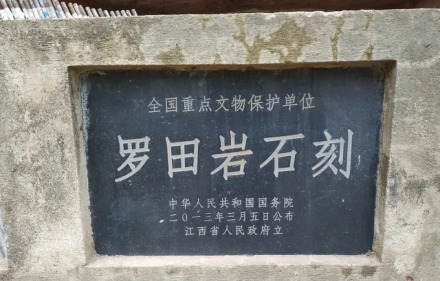 全国重点文物保护单位
罗田岩石刻
中华人民共和国国务院
二〇一三年三月五日公布
江西省人民政府立